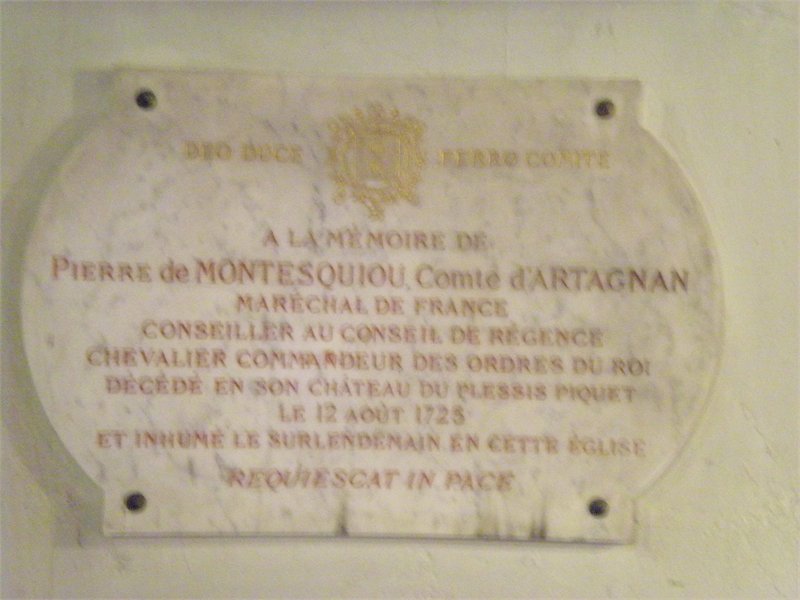 DEO DUCE FERRO COMITE
A LA MÉMOIRE DE
PIERRE de MONTESQUIOU, Comte d'ARTAGNAN
MARÉCHAL DE FRANCE
CONSEILLER AU CONSEIL DE RÉGENCE
CHEVALIER COMMANDEUR DES ORDRES DU ROI
DÉCÉDÉ EN SON CHÂTEAU DU PLESSIS PIQUET
LE 12 AOÛT 1725
ET INHUMÉ LE SURLENDEMAIN EN CETTE ÉGLISE
REQUIESCAT IN PACE